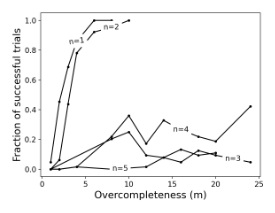 1.0
0.8
0.6
0.4
0.2
0.0
Fraction of successful trials
n=1
n=2
n=4
n=3
n=5
0
5
10
15
20
25
Overcompleteness (m)